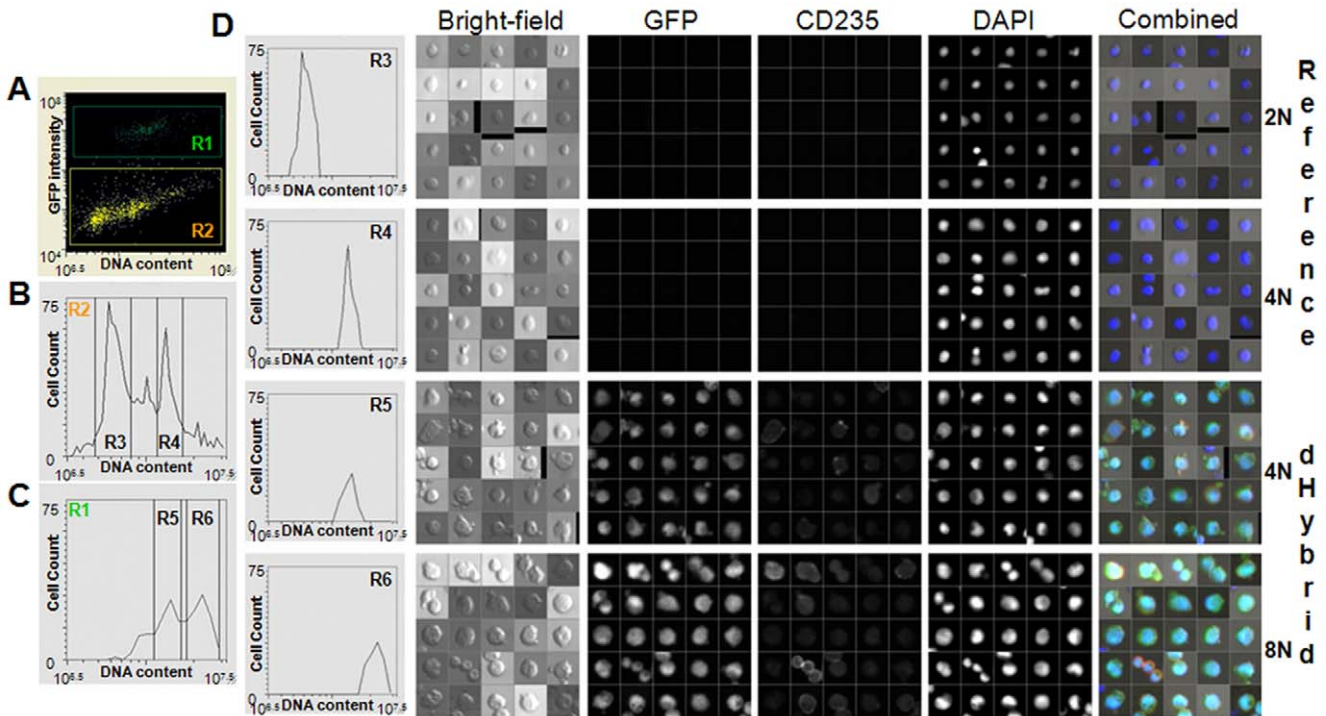 D
Bright-field
GFP
CD235
DAPI
Combined
A
10^8
GFP intensity
R1
R2
10^4
10^6.5
DNA content
B
75
R2
Cell Count
R3
R4
0
10^6.5
DNA content
10^7.5
C
75
R1
R5
R6
Cell Count
0
10^6.5
DNA content
10^7.5
75
R3
Cell Count
0
10^6.5
DNA content
10^7.5
2N
75
R4
Cell Count
0
10^6.5
DNA content
10^7.5
4N
Reference
75
R5
Cell Count
0
10^6.5
DNA content
10^7.5
4N
75
R6
Cell Count
0
10^6.5
DNA content
10^7.5
8N
dHybrid